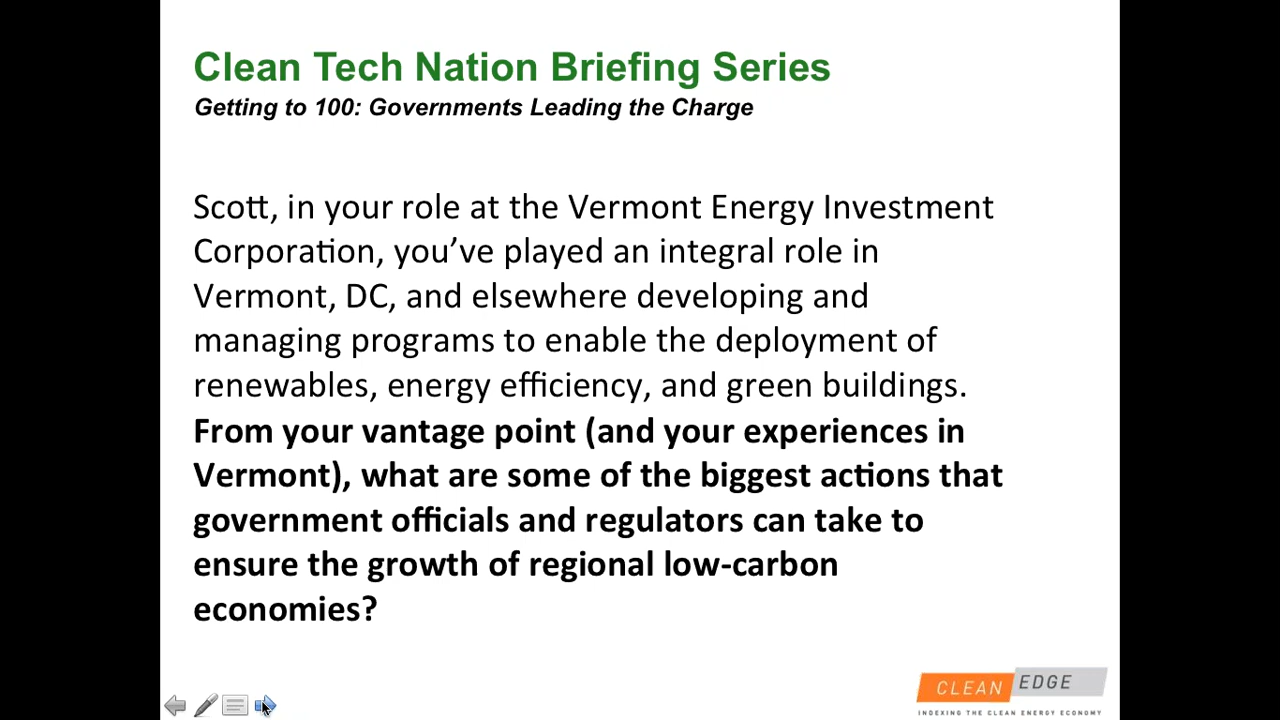 Clean Tech Nation Briefing Series
Getting to 100: Governments Leading the Charge
Scott, in your role at the Vermont Energy Investment
Corporation, you’ve played an integral role in
Vermont, DC, and elsewhere developing and
managing programs to enable the deployment of
renewables, energy efficiency, and green buildings.
From your vantage point (and your experiences in
Vermont), what are some of the biggest actions that
government officials and regulators can take to
ensure the growth of regional low-carbon
economies?
CLEAN EDGE
INDEXING THE CLEAN ENERGY ECONOMY